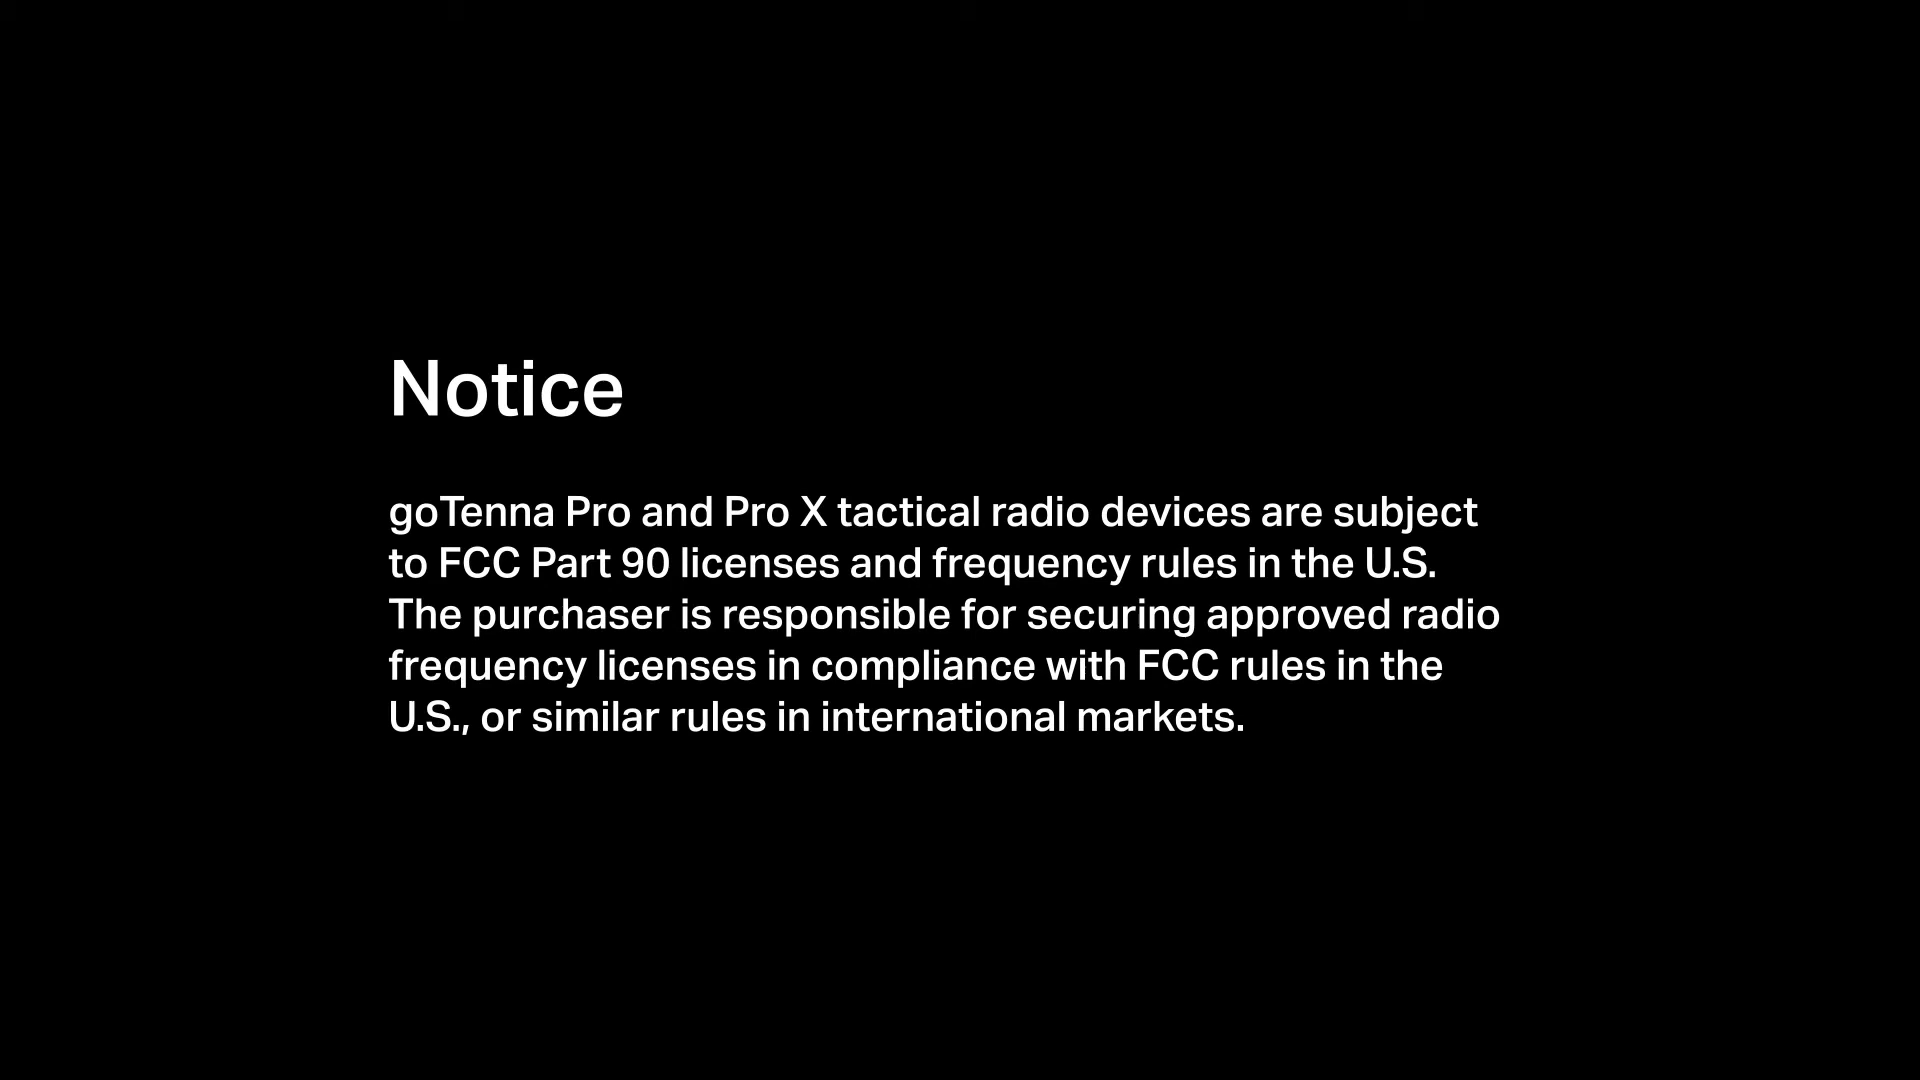 Notice
goTenna Pro and Pro X tactical radio devices are subject
to FCC Part 90 licenses and frequency rules in the U.S.
The purchaser is responsible for securing approved radio
frequency licenses in compliance with FCC rules in the
U.S., or similar rules in international markets.